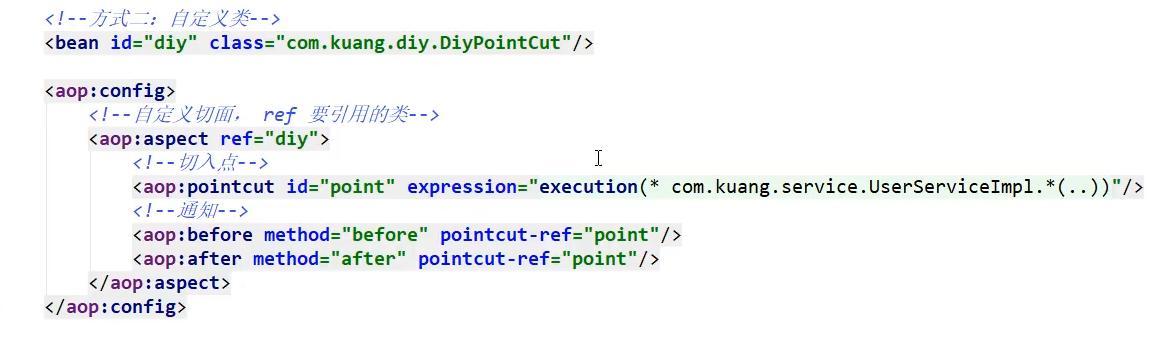 <!--方式二：自定义类-->
<bean id="diy" class="com.kuang.diy.DiyPointCut"/>
<aop:config>
<!--自定义切面， ref 要引用的类-->
<aop:aspect ref="diy">
<!--切入点-->
<aop:pointcut id="point" expression="execution(* com.kuang.service.UserServiceImpl.*(..))"/>
<!--通知-->
<aop:before method="before" pointcut-ref="point"/>
<aop:after method="after" pointcut-ref="point"/>
</aop:aspect>
</aop:config>